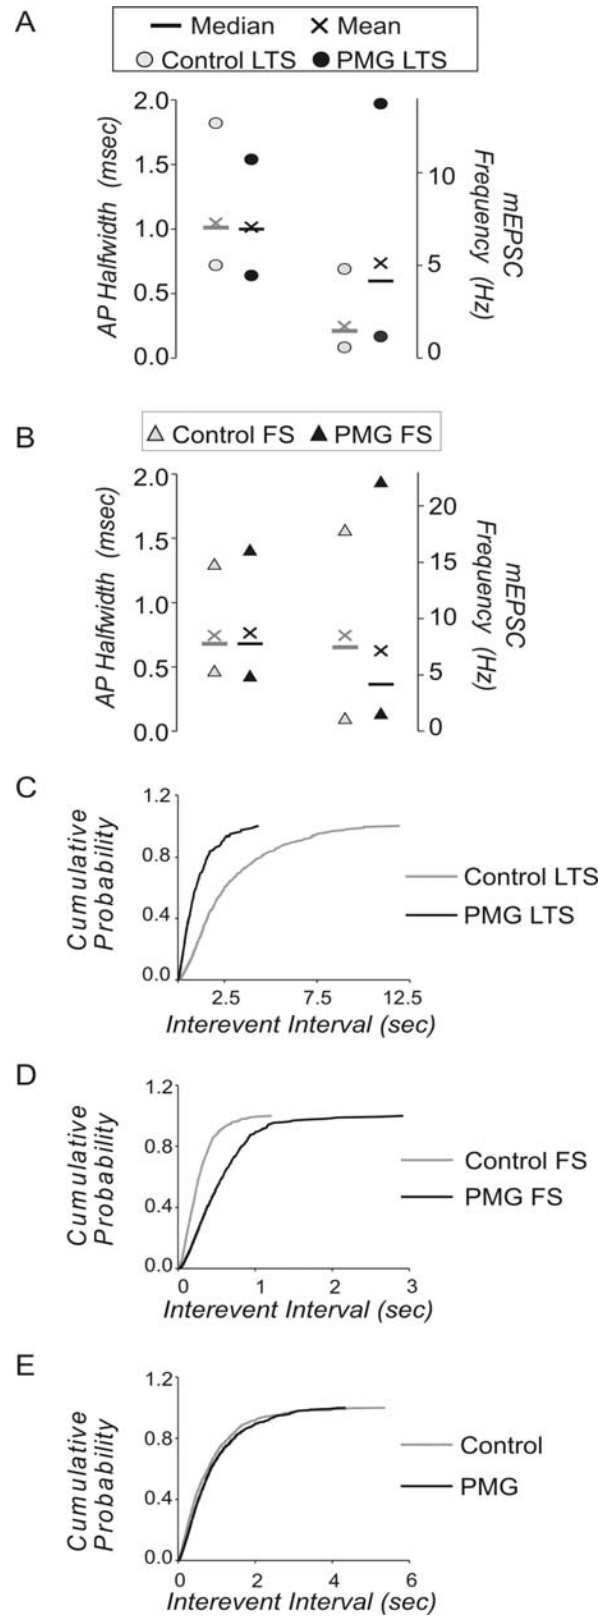 A
Median Mean
Control LTS PMG LTS
2.0
1.5
1.0
0.5
0.0
AP Halfwidth (msec)
10
5
0
mEPSC
Frequency (Hz)
B
Control FS PMG FS
2.0
1.5
1.0
0.5
0.0
AP Halfwidth (msec)
20
15
10
5
0
mEPSC
Frequency (Hz)
C
Cumulative
Probability
1.2
0.8
0.4
0.0
2.5 7.5 12.5
Interevent Interval (sec)
Control LTS
PMG LTS
D
Cumulative
Probability
1.2
0.8
0.4
0.0
0 1 2 3
Interevent Interval (sec)
Control FS
PMG FS
E
Cumulative
Probability
1.2
0.8
0.4
0.0
0 2 4 6
Interevent Interval (sec)
Control
PMG